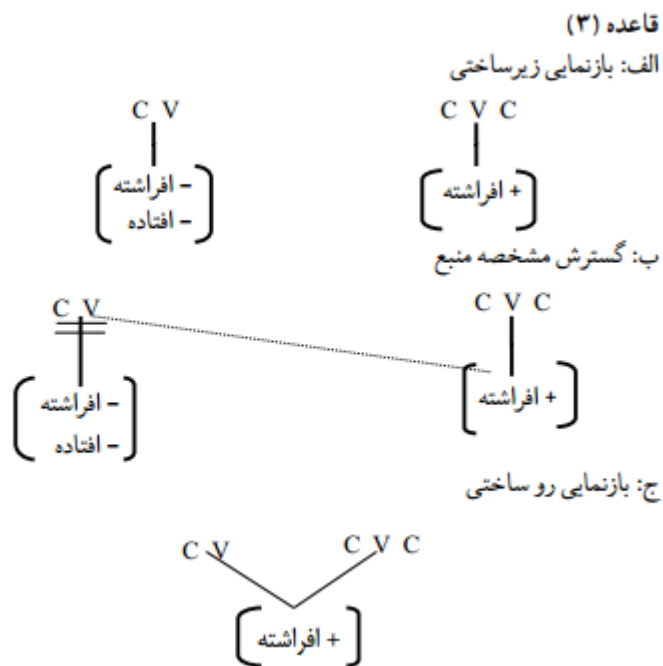 قاعده (۳)
الف: بازنمایی زیرساختی
C V
C V C
– افراشته
– افتاده
+ افراشته
ب: گسترش مشخصه منبع
C V
C V C
– افراشته
– افتاده
+ افراشته
ج: بازنمایی رو ساختی
C V
C V C
+ افراشته